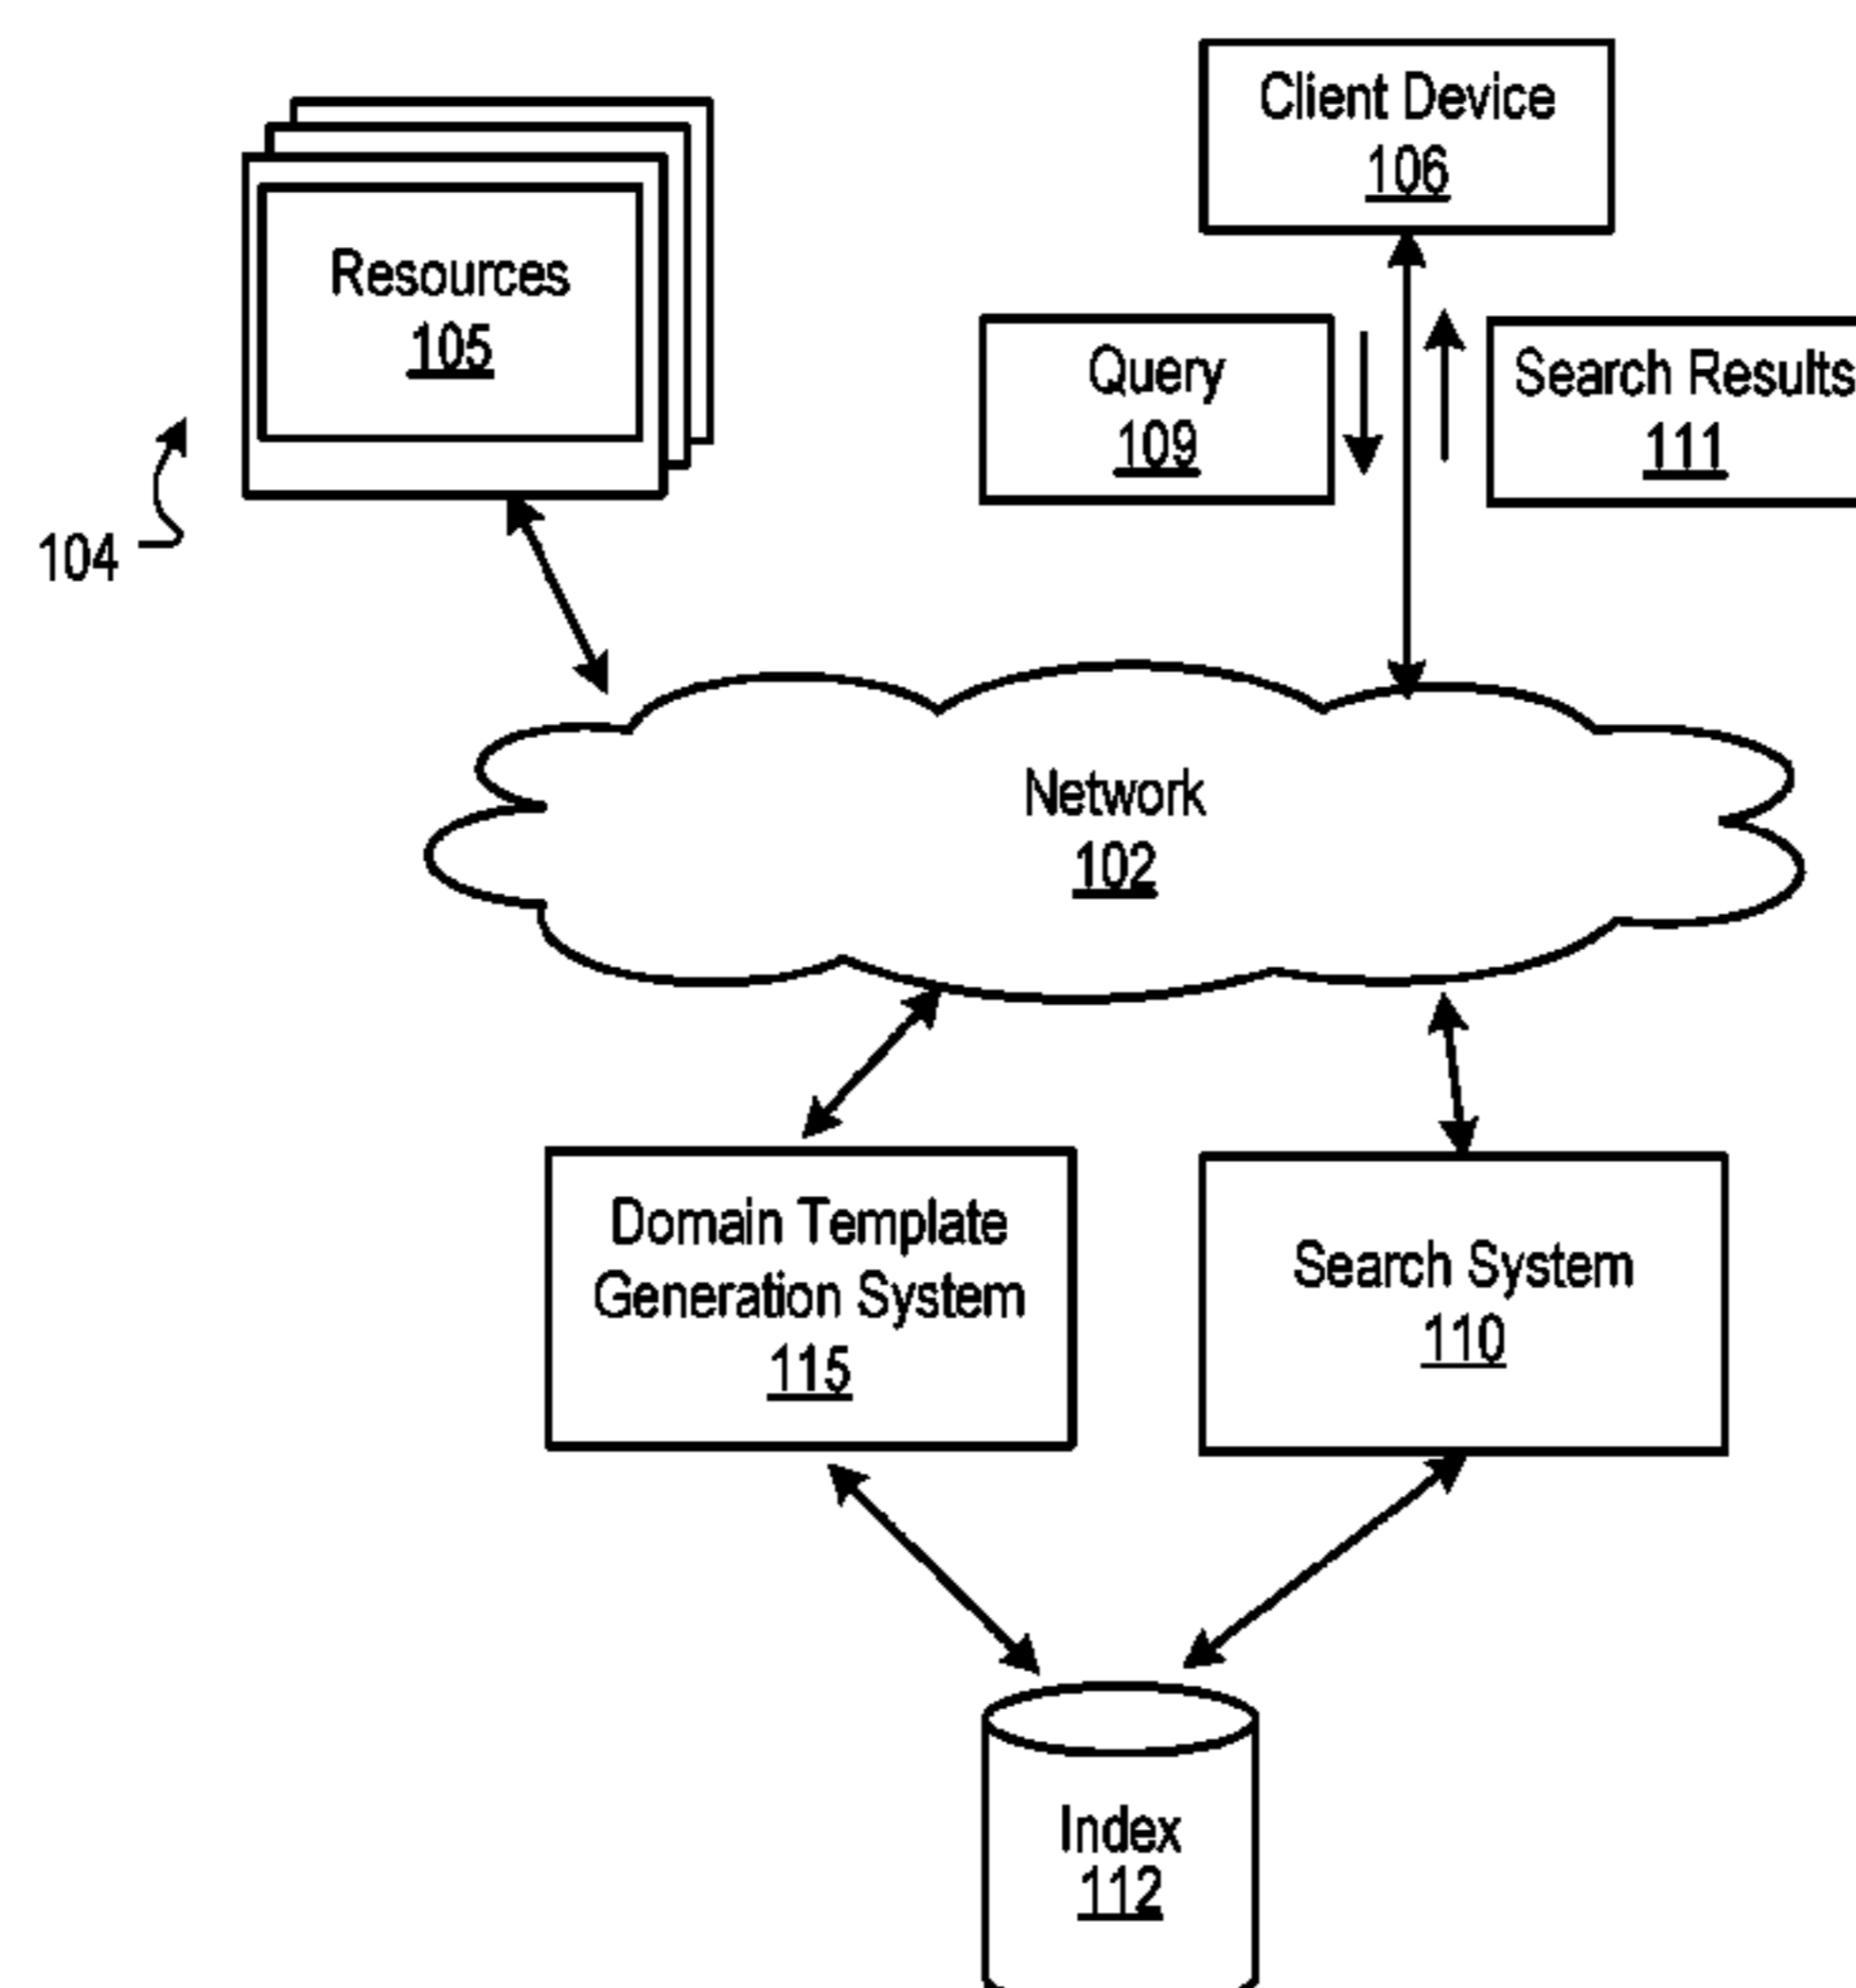 Client Device
106
Resources
105
Query
109
Search Results
111
104
Network
102
Domain Template
Generation System
115
Search System
110
Index
112